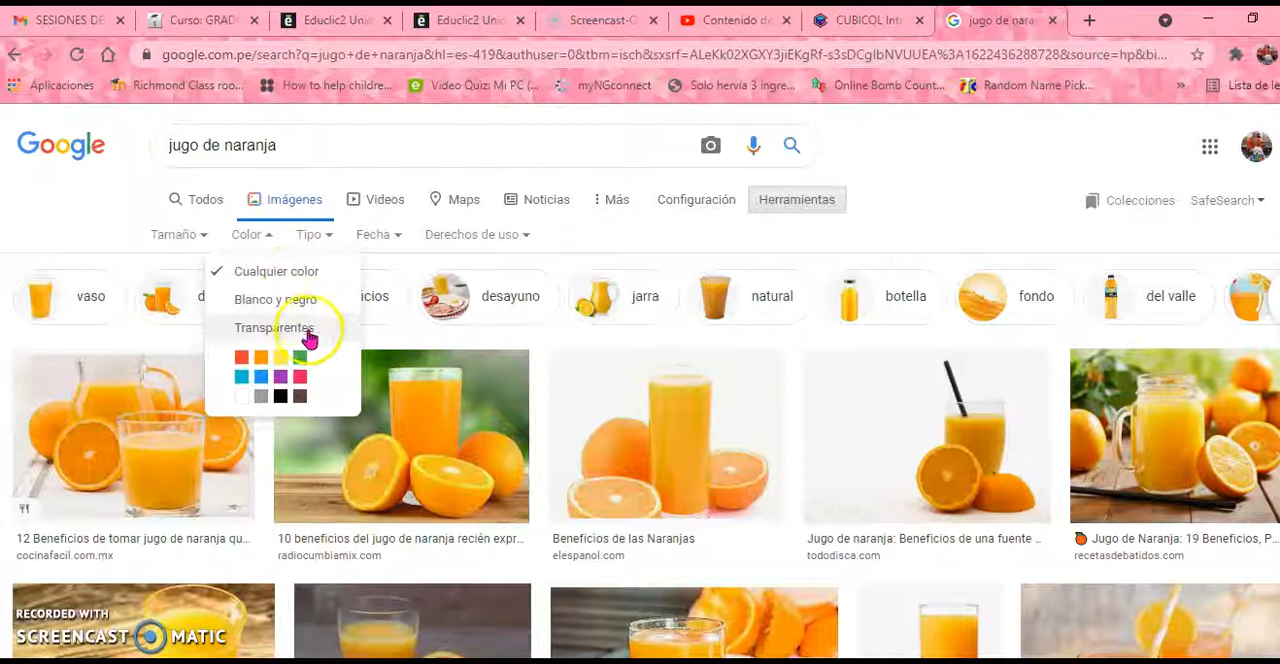 SESIONES DE
Curso: GRAD
Educlic2 Unid
Educlic2 Unid
Screencast-O
Contenido de
CUBICOL Int
jugo de naran
google.com.pe/search?q=jugo+de+naranja&hl=es-419&authuser=0&tbm=isch&sxsrf=ALeKk02XGXY3jiEKgRf-s3sDCgIbNVUUEA%3A1622436288728&source=hp&bi...
Aplicaciones
Richmond Class roo...
How to help childre...
Video Quiz: Mi PC (...
myNGconnect
Solo hervía 3 ingre...
Online Bomb Count...
Random Name Pick...
Lista de le
Google
jugo de naranja
Todos
Imágenes
Videos
Maps
Noticias
Más
Configuración
Herramientas
Colecciones
SafeSearch
Tamaño
Color
Tipo
Fecha
Derechos de uso
Cualquier color
Blanco y negro
Transparentes
vaso
d
icios
desayuno
jarra
natural
botella
fondo
del valle
12 Beneficios de tomar jugo de naranja qu...
cocinafacil.com.mx
10 beneficios del jugo de naranja recién expr...
radiocumbiamix.com
Beneficios de las Naranjas
elespanol.com
Jugo de naranja: Beneficios de una fuente ...
tododisca.com
Jugo de Naranja: 19 Beneficios, P...
recetasdebatidos.com
RECORDED WITH
SCREENCAST MATIC